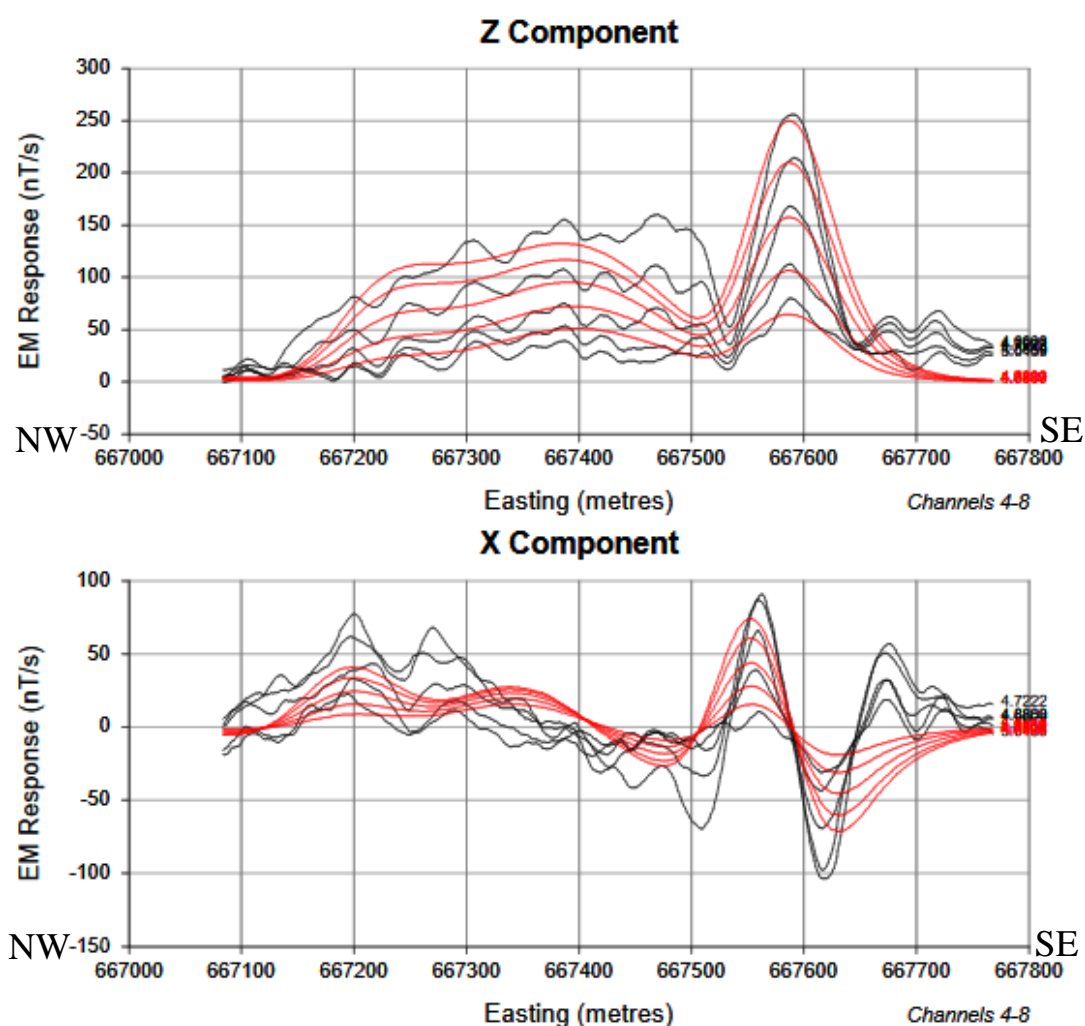 Z Component
EM Response (nT/s)
300
250
200
150
100
50
0
-50
NW
SE
667000 667100 667200 667300 667400 667500 667600 667700 667800
Easting (metres)
Channels 4-8
X Component
EM Response (nT/s)
100
50
0
-50
-100
-150
4.7222
NW
SE
667000 667100 667200 667300 667400 667500 667600 667700 667800
Easting (metres)
Channels 4-8